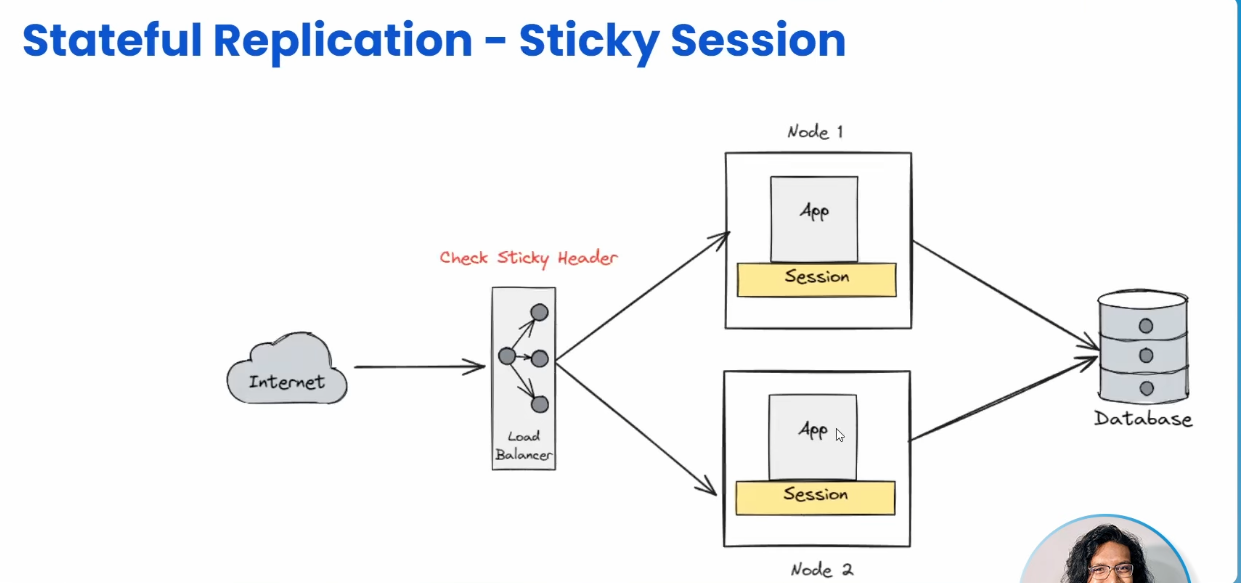 Stateful Replication - Sticky Session
Node 1
App
Session
Check Sticky Header
Internet
Load
Balancer
App
Session
Node 2
Database